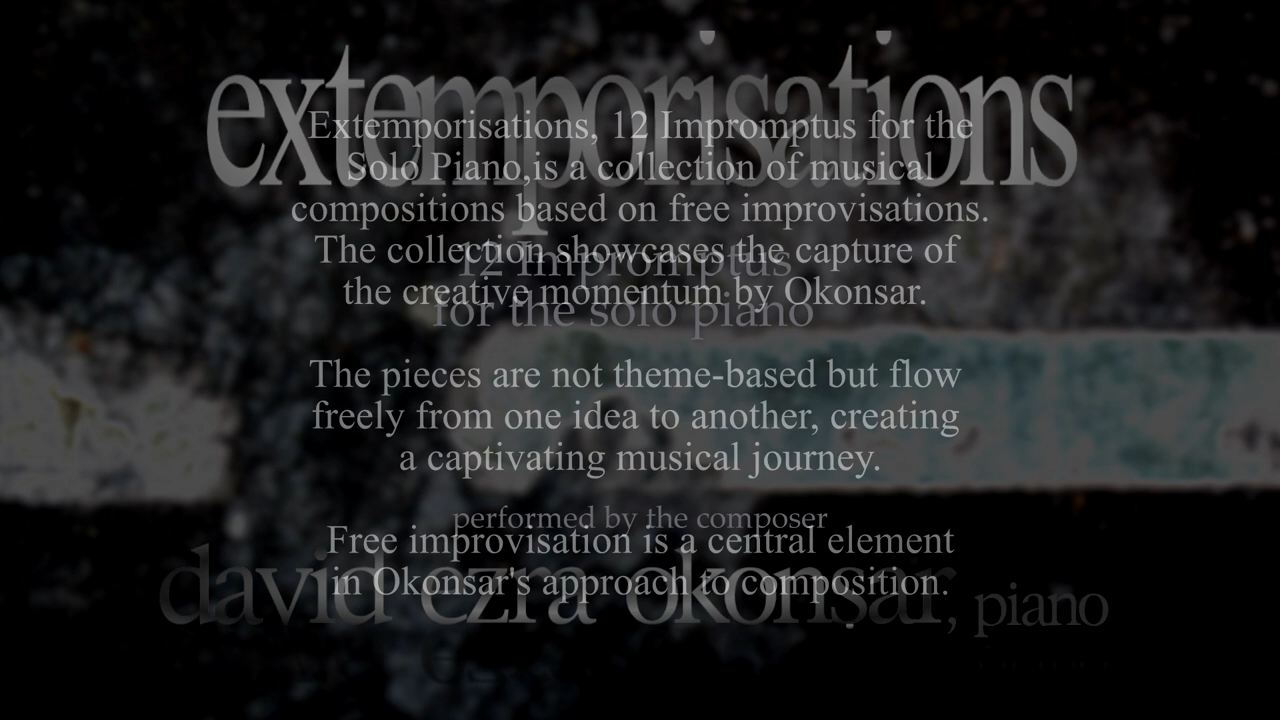 extemporisations
Extemporisations, 12 Impromptus for the
Solo Piano,is a collection of musical
compositions based on free improvisations.
The collection showcases the capture of
the creative momentum by Okonsar.
12 Impromptus
for the solo piano
The pieces are not theme-based but flow
freely from one idea to another, creating
a captivating musical journey.
performed by the composer
Free improvisation is a central element
in Okonsar's approach to composition.
david ezra okonsar, piano